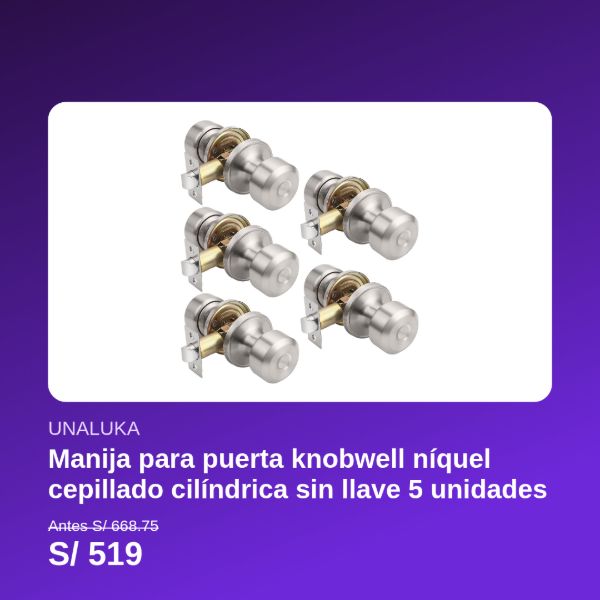 UNALUKA
Manija para puerta knobwell níquel
cepillado cilíndrica sin llave 5 unidades
Antes S/ 668.75
S/ 519